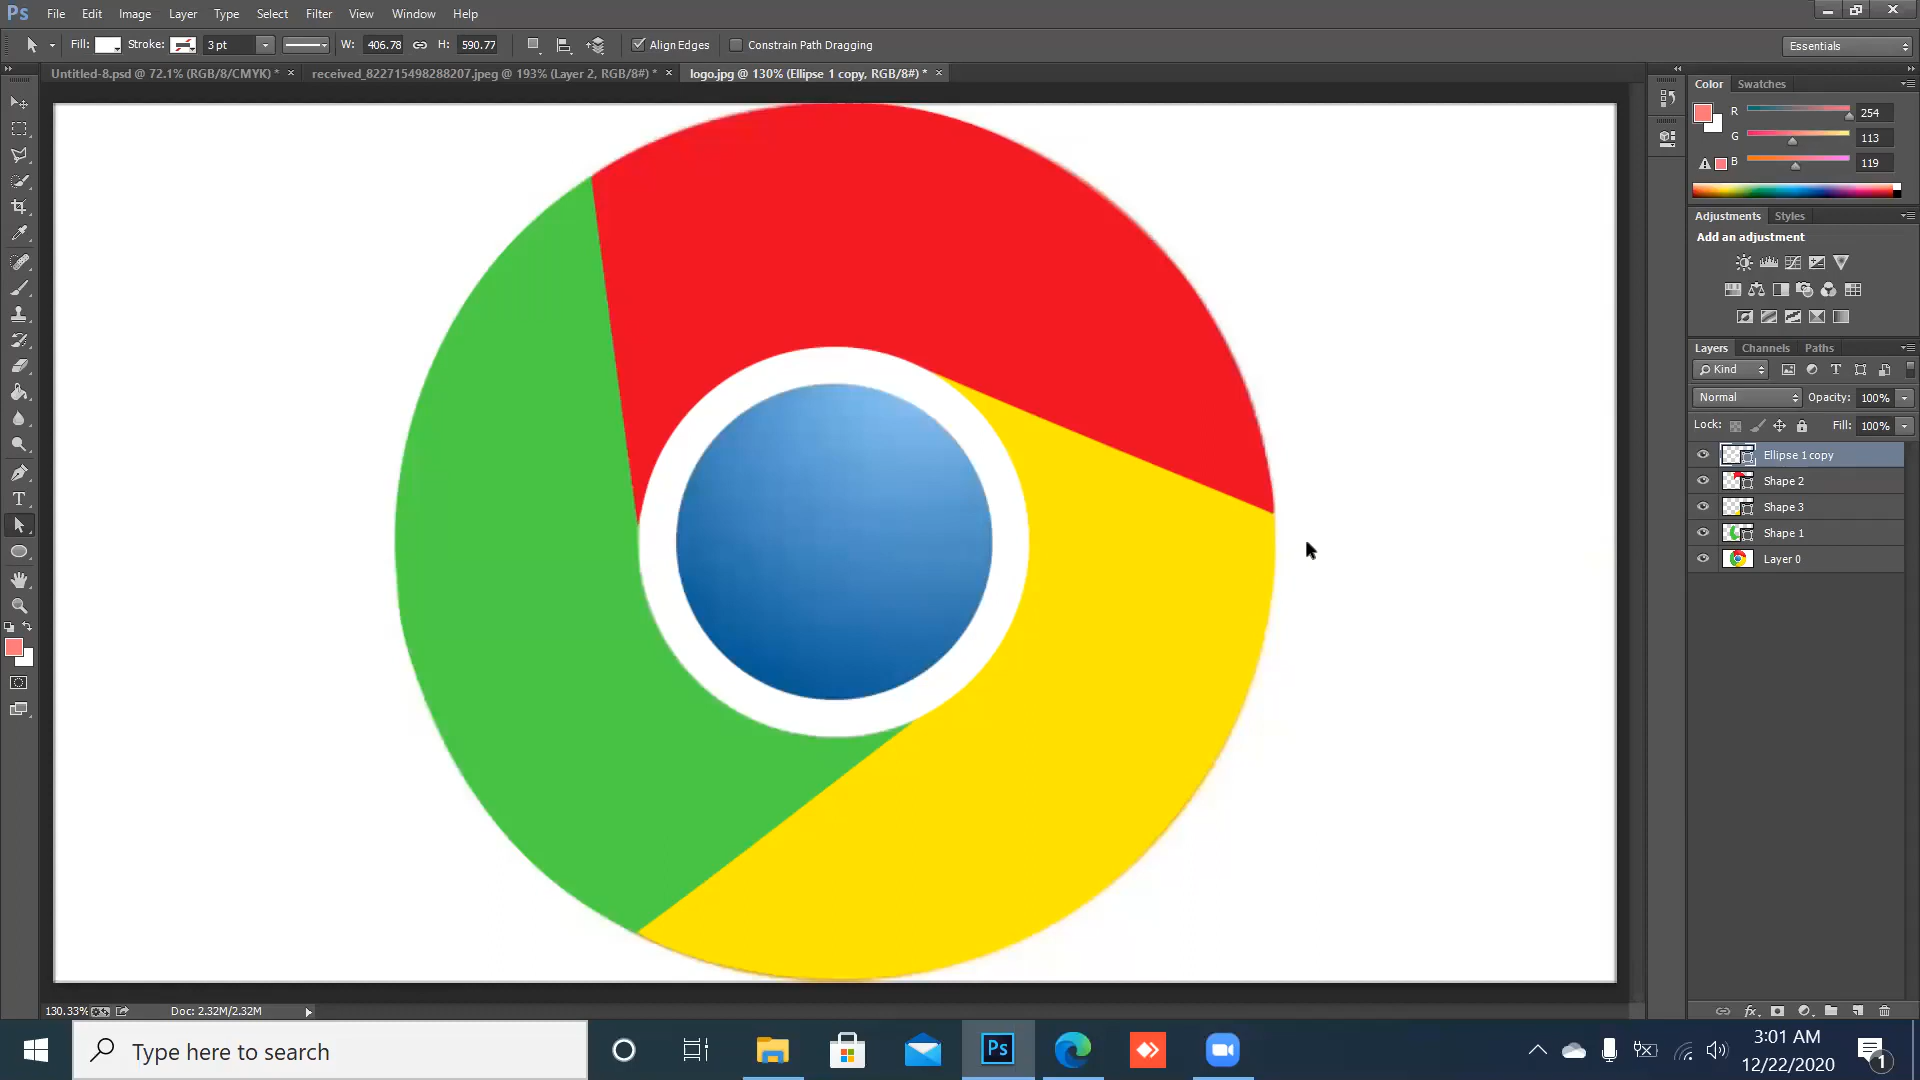 Ps File Edit Image Layer Type Select Filter View Window Help
Fill: Stroke: 3 pt W: 406.78 H: 590.77 Align Edges Constrain Path Dragging Essentials
Untitled-8.psd @ 72.1% (RGB/8/CMYK) * × received_822715498288207.jpeg @ 193% (Layer 2, RGB/8#) * × logo.jpg @ 130% (Ellipse 1 copy, RGB/8#) * ×
Color Swatches
R 254
G 113
B 119
Adjustments Styles
Add an adjustment
Layers Channels Paths
Kind
Normal Opacity: 100%
Lock: Fill: 100%
Ellipse 1 copy
Shape 2
Shape 3
Shape 1
Layer 0
130.33% Doc: 2.32M/2.32M
Type here to search
Ps
3:01 AM
12/22/2020
1